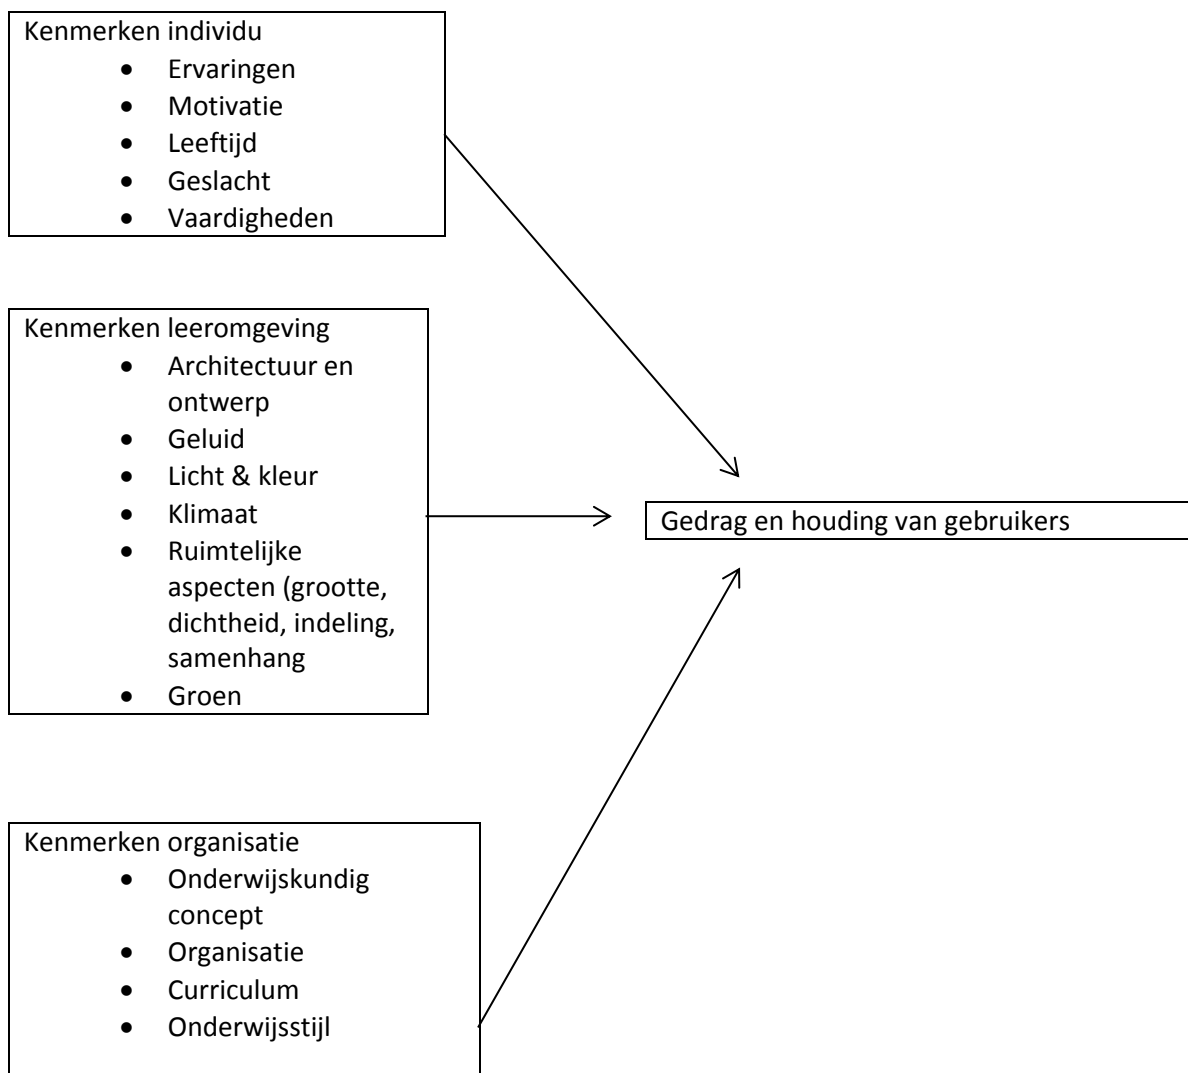 Kenmerken individu
• Ervaringen
• Motivatie
• Leeftijd
• Geslacht
• Vaardigheden
Kenmerken leeromgeving
• Architectuur en
ontwerp
• Geluid
• Licht & kleur
• Klimaat
• Ruimtelijke
aspecten (grootte,
dichtheid, indeling,
samenhang
• Groen
Gedrag en houding van gebruikers
Kenmerken organisatie
• Onderwijskundig
concept
• Organisatie
• Curriculum
• Onderwijsstijl